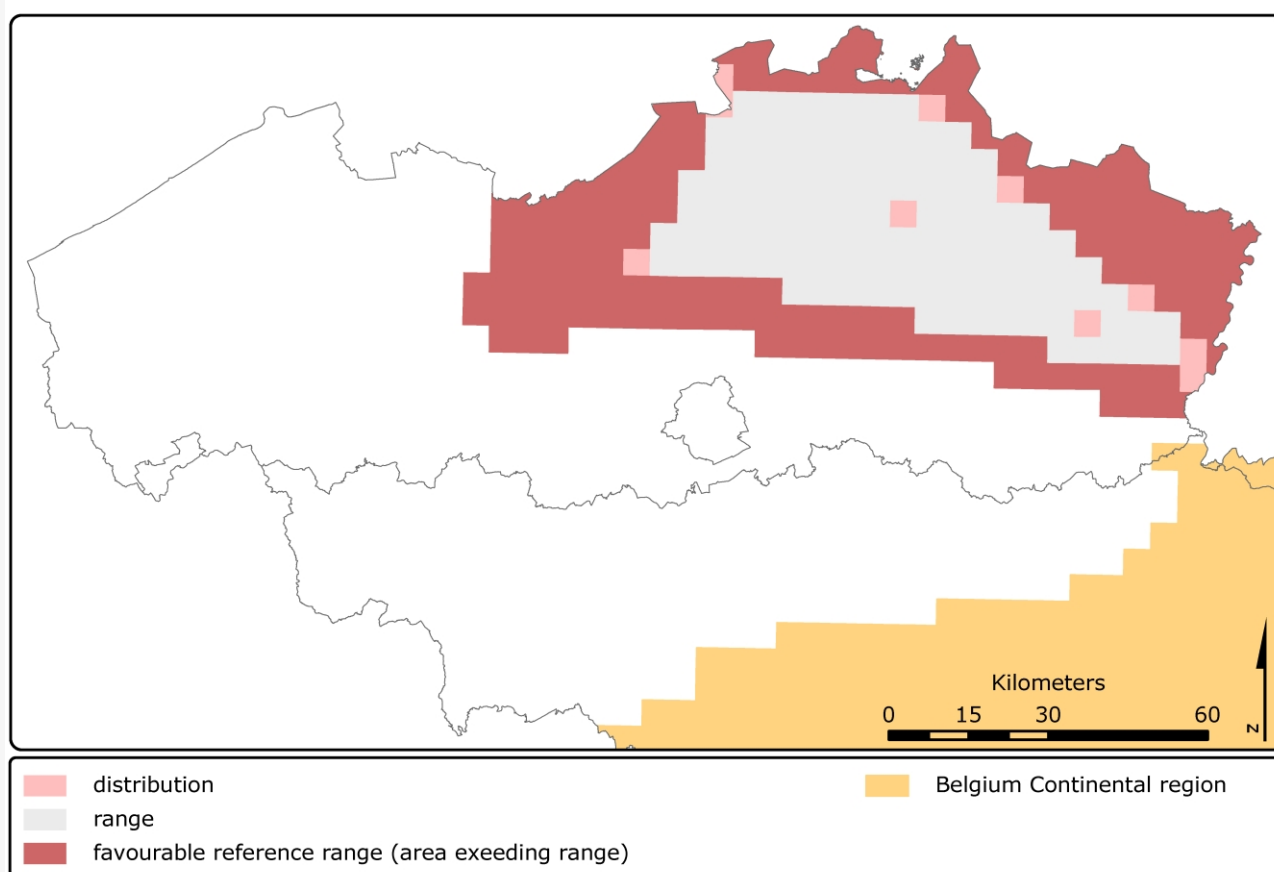 Kilometers
0 15 30 60
N
distribution
range
favourable reference range (area exeeding range)
Belgium Continental region